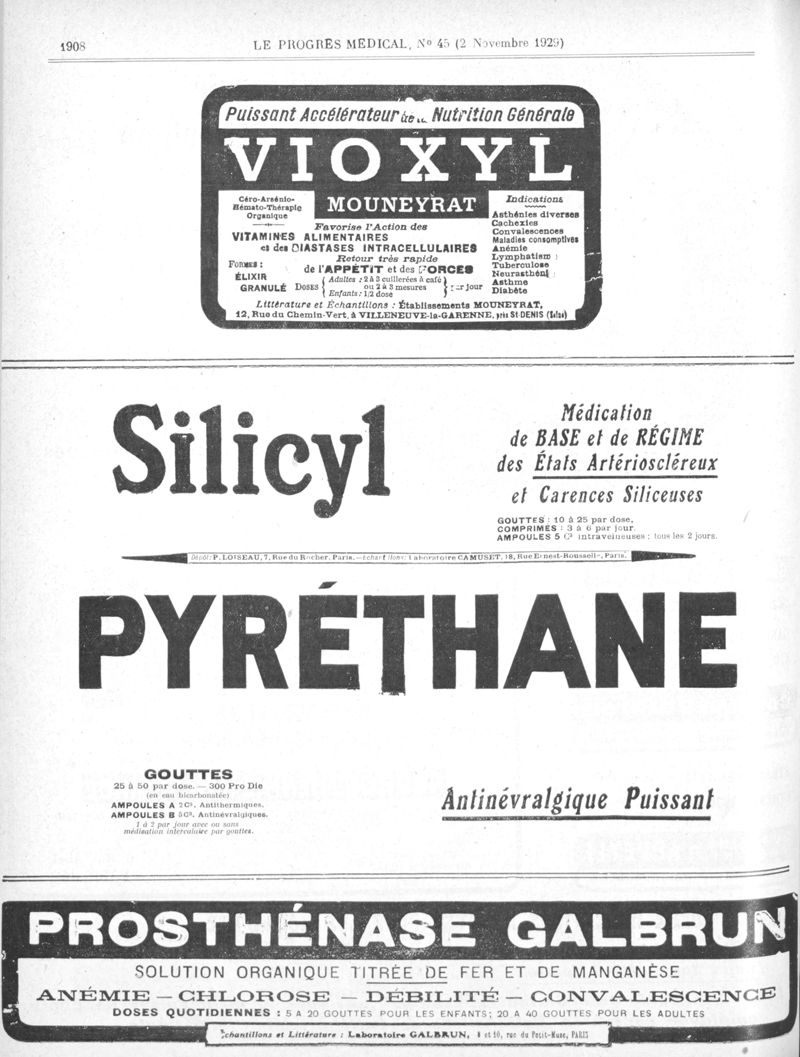 1908
LE PROGRÈS MÉDICAL, No 45 (2 Novembre 1929)
Puissant Accélérateur de la Nutrition Générale
VIOXYL
MOUNEYRAT
Céro-Arsénio-
Hémato-Thérapie
Organique
Favorise l'Action des
VITAMINES ALIMENTAIRES
et des DIASTASES INTRACELLULAIRES
Retour très rapide
de l'APPÉTIT et des FORCES
FORMES :
ÉLIXIR
GRANULÉ
DOSES
Adultes : 2 à 3 cuillerées à café
ou 2 à 3 mesures
Enfants : 1/2 dose
par jour
Indications
Asthénies diverses
Cachexies
Convalescences
Maladies consomptives
Anémie
Lymphatisme
Tuberculose
Neurasthénie
Asthme
Diabète
Littérature et Échantillons : Établissements MOUNEYRAT,
12, Rue du Chemin-Vert, à VILLENEUVE-la-GARENNE, près St-DENIS (Seine)
Silicyl
Médication
de BASE et de RÉGIME
des États Artérioscléreux
et Carences Siliceuses
GOUTTES : 10 à 25 par dose,
COMPRIMÉS : 3 à 6 par jour.
AMPOULES 5 Cs intraveineuses : tous les 2 jours.
Dépôt: P. LOISEAU, 7, Rue du Rocher, Paris. — Échantillons: Laboratoire CAMUSET, 18, Rue Ernest-Rousselle, Paris.
PYRÉTHANE
GOUTTES
25 à 50 par dose. — 300 Pro Die
(en eau bicarbonatée)
AMPOULES A 2Cs. Antithermiques.
AMPOULES B 5Cs. Antinévralgiques.
1 à 2 par jour avec ou sans
médication intercalaire par gouttes.
Antinévralgique Puissant
PROSTHÉNASE GALBRUN
SOLUTION ORGANIQUE TITRÉE DE FER ET DE MANGANÈSE
ANÉMIE — CHLOROSE — DÉBILITÉ — CONVALESCENCE
DOSES QUOTIDIENNES : 5 A 20 GOUTTES POUR LES ENFANTS; 20 A 40 GOUTTES POUR LES ADULTES
Échantillons et Littérature : Laboratoire GALBRUN, 8 et 10, rue du Petit-Musc, PARIS